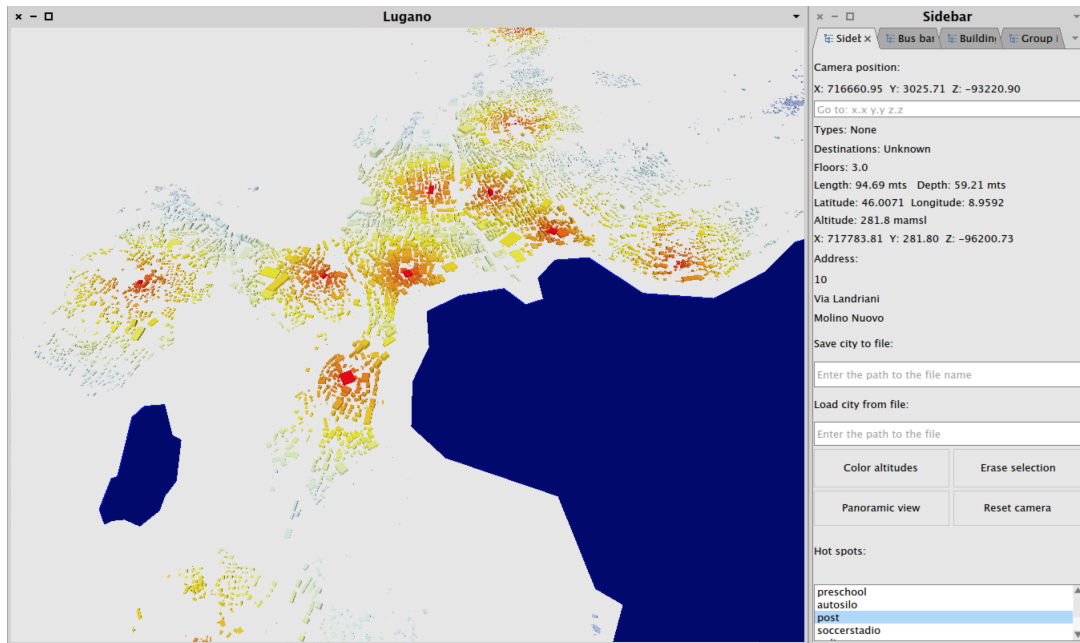 Lugano
Sidebar
Sidel
Bus bar
Building
Group i
Camera position:
X: 716660.95 Y: 3025.71 Z: −93220.90
Go to: x.x y.y z.z
Types: None
Destinations: Unknown
Floors: 3.0
Length: 94.69 mts Depth: 59.21 mts
Latitude: 46.0071 Longitude: 8.9592
Altitude: 281.8 mamsl
X: 717783.81 Y: 281.80 Z: −96200.73
Address:
10
Via Landriani
Molino Nuovo
Save city to file:
Enter the path to the file name
Load city from file:
Enter the path to the file
Color altitudes
Erase selection
Panoramic view
Reset camera
Hot spots:
preschool
autosilo
post
soccerstadio